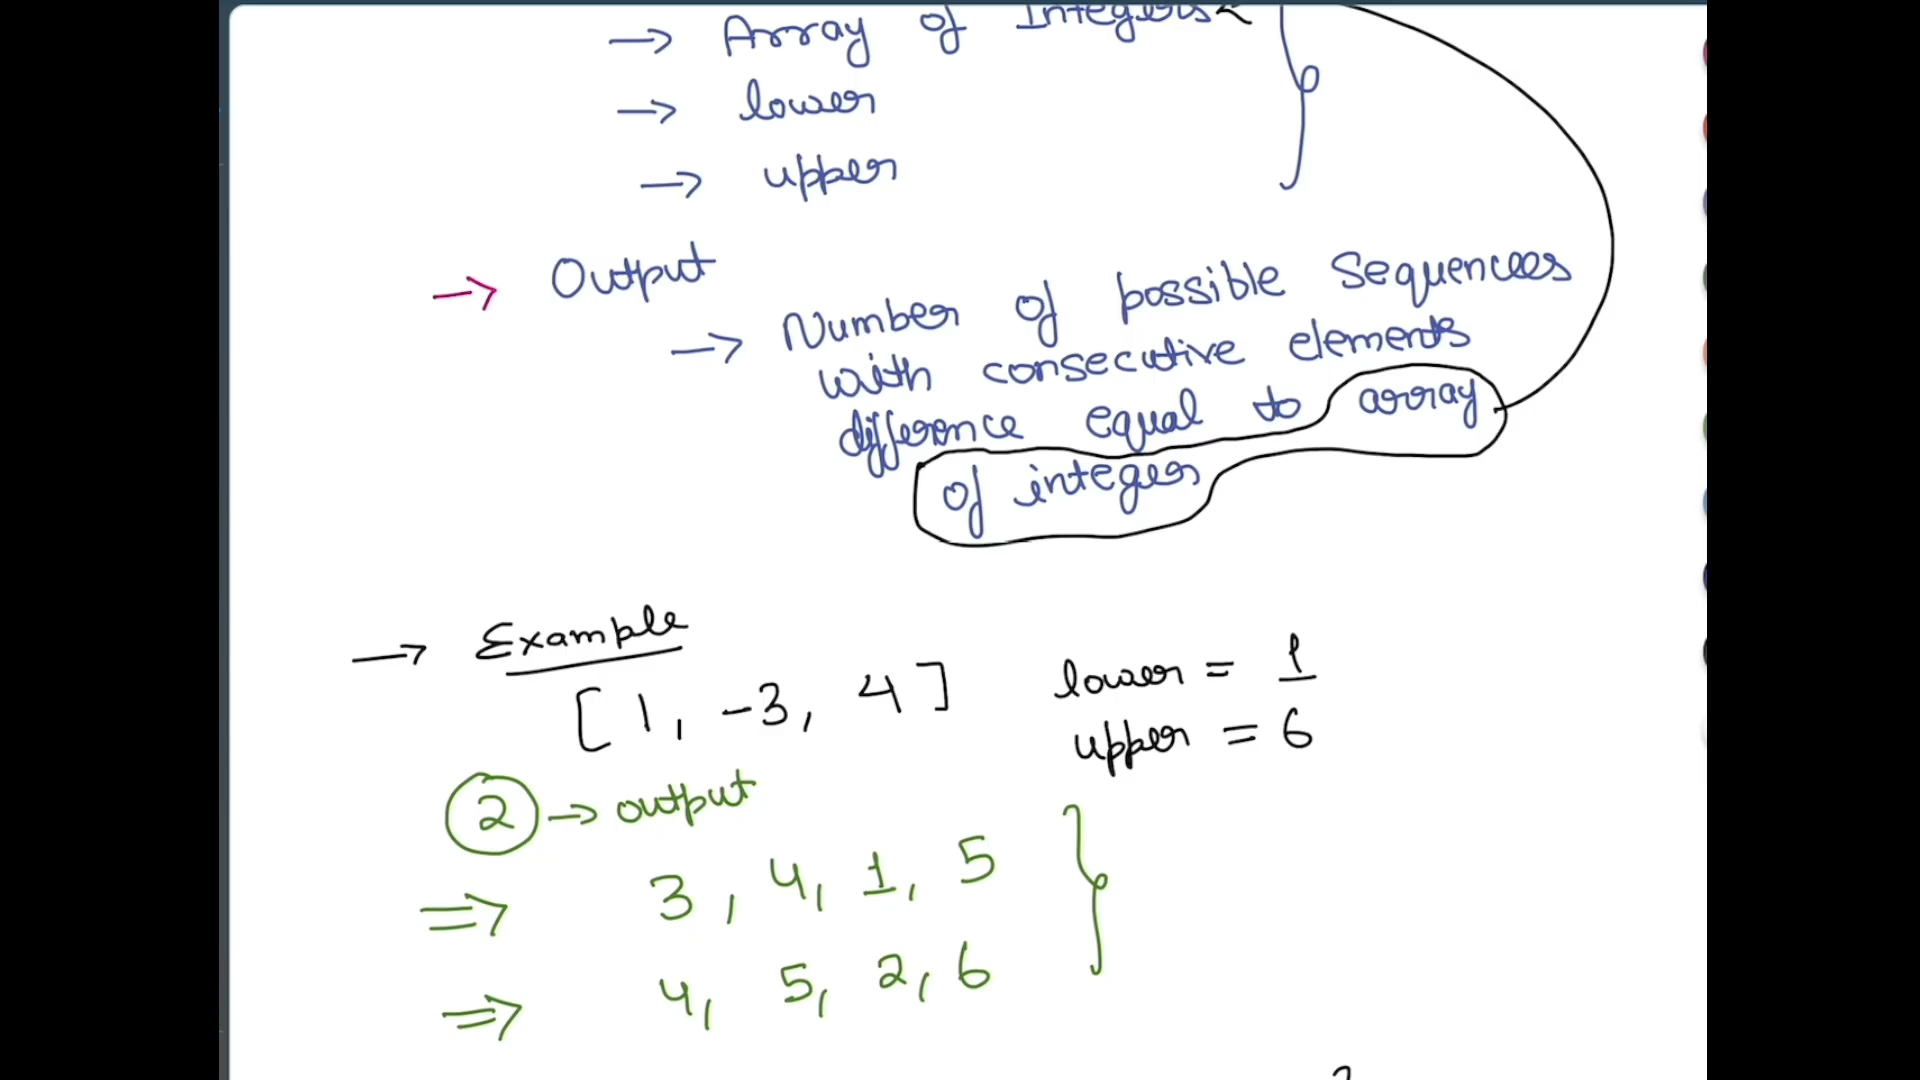 → Array of Integers
→ lower
→ upper
→ Output
→ Number of possible Sequences
with consecutive elements
difference equal to array
of integers
→ Example
[1, -3, 4] lower = 1
upper = 6
2 → output
⇒ 3, 4, 1, 5
⇒ 4, 5, 2, 6